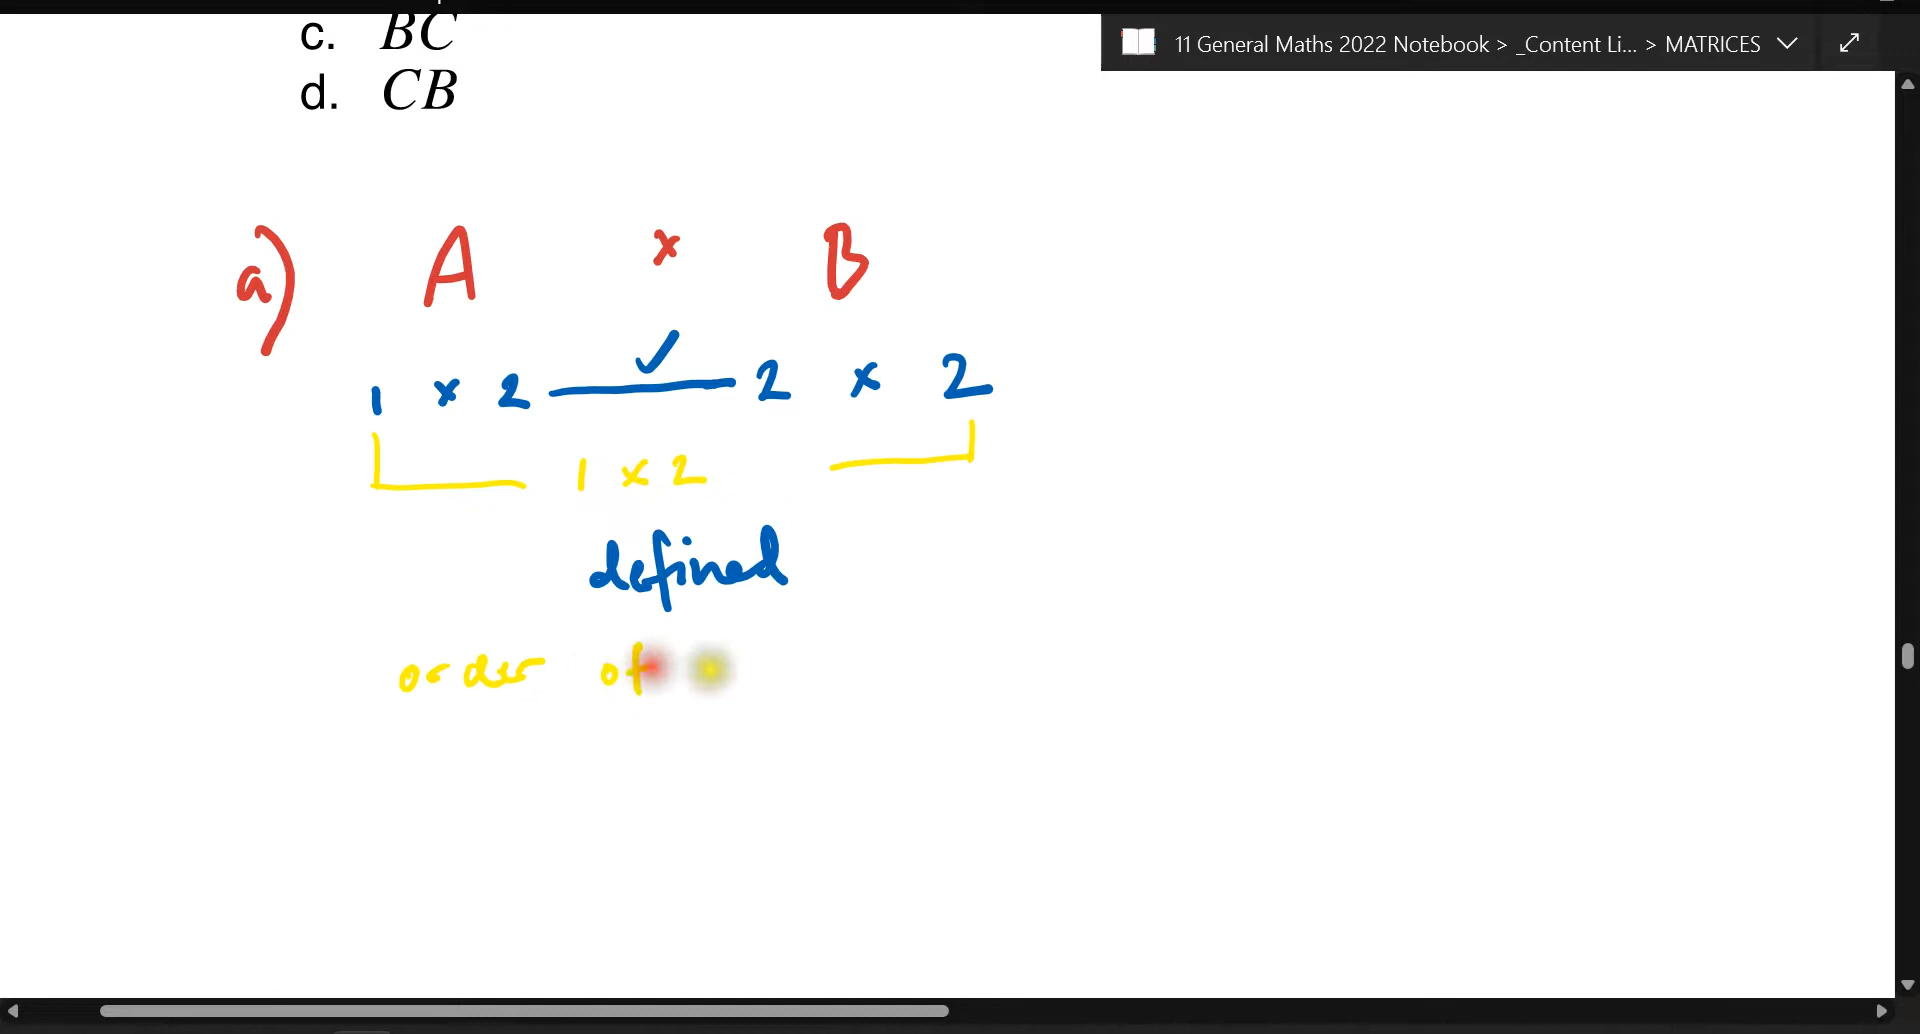 c. BC
11 General Maths 2022 Notebook > _Content Li... > MATRICES
d. CB
a) A × B
1 × 2 2 × 2
1 × 2
defined
order of